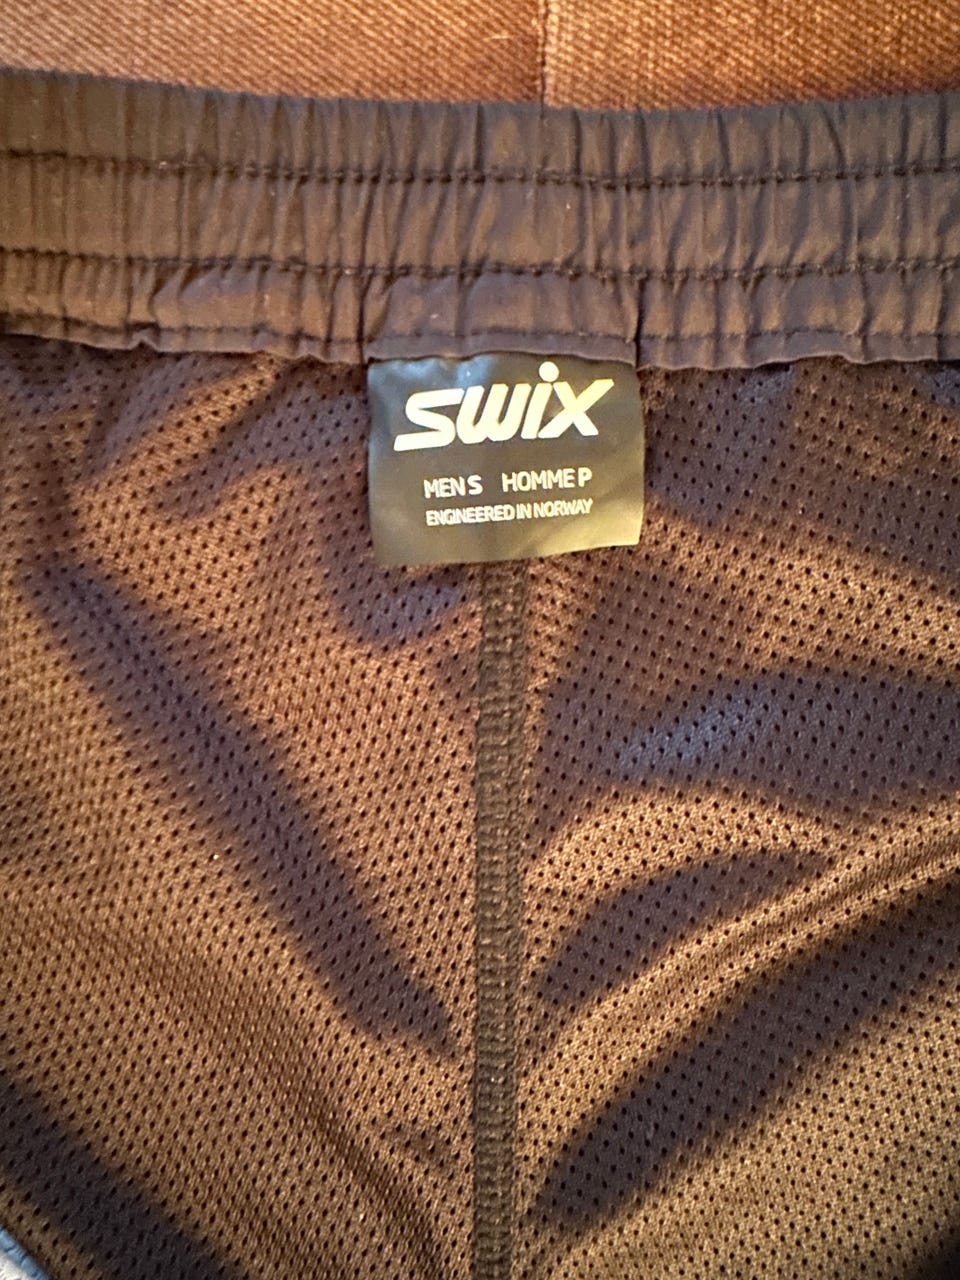 swix
MEN S HOMME P
ENGINEERED IN NORWAY